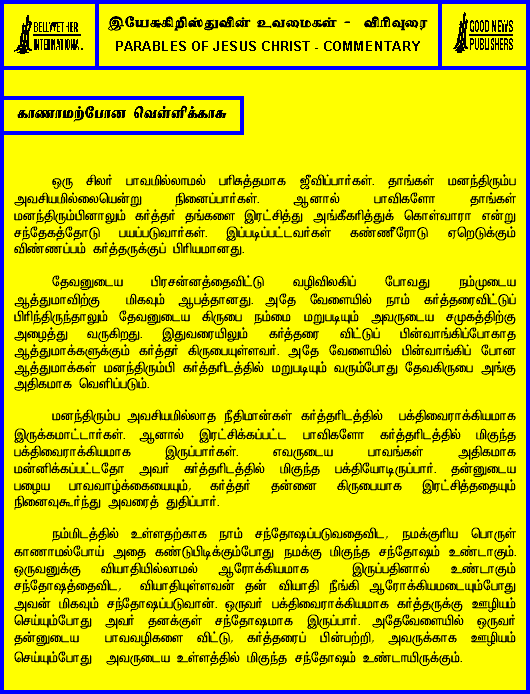 BELLWETHER
INTERNATIONAL
இயேசுகிறிஸ்துவின் உவமைகள் - விரிவுரை
PARABLES OF JESUS CHRIST - COMMENTARY
GOOD NEWS
PUBLISHERS
காணாமற்போன வெள்ளிக்காசு
ஒரு சிலர் பாவமில்லாமல் பரிசுத்தமாக ஜீவிப்பார்கள். தாங்கள் மனந்திரும்ப
அவசியமில்லையென்று நினைப்பார்கள். ஆனால் பாவிகளோ தாங்கள்
மனந்திரும்பினாலும் கர்த்தர் தங்களை இரட்சித்து அங்கீகரித்துக் கொள்வாரா என்று
சந்தேகத்தோடு பயப்படுவார்கள். இப்படிப்பட்டவர்கள் கண்ணீரோடு ஏறெடுக்கும்
விண்ணப்பம் கர்த்தருக்குப் பிரியமானது.
தேவனுடைய பிரசன்னத்தைவிட்டு வழிவிலகிப் போவது நம்முடைய
ஆத்துமாவிற்கு மிகவும் ஆபத்தானது. அதே வேளையில் நாம் கர்த்தரைவிட்டுப்
பிரிந்திருந்தாலும் தேவனுடைய கிருபை நம்மை மறுபடியும் அவருடைய சமுகத்திற்கு
அழைத்து வருகிறது. இதுவரையிலும் கர்த்தரை விட்டுப் பின்வாங்கிப்போகாத
ஆத்துமாக்களுக்கும் கர்த்தர் கிருபையுள்ளவர். அதே வேளையில் பின்வாங்கிப் போன
ஆத்துமாக்கள் மனந்திரும்பி கர்த்தரிடத்தில் மறுபடியும் வரும்போது தேவகிருபை அங்கு
அதிகமாக வெளிப்படும்.
மனந்திரும்ப அவசியமில்லாத நீதிமான்கள் கர்த்தரிடத்தில் பக்திவைராக்கியமாக
இருக்கமாட்டார்கள். ஆனால் இரட்சிக்கப்பட்ட பாவிகளோ கர்த்தரிடத்தில் மிகுந்த
பக்திவைராக்கியமாக இருப்பார்கள். எவருடைய பாவங்கள் அதிகமாக
மன்னிக்கப்பட்டதோ அவர் கர்த்தரிடத்தில் மிகுந்த பக்தியோடிருப்பார். தன்னுடைய
பழைய பாவவாழ்க்கையையும், கர்த்தர் தன்னை கிருபையாக இரட்சித்ததையும்
நினைவுகூர்ந்து அவரைத் துதிப்பார்.
நம்மிடத்தில் உள்ளதற்காக நாம் சந்தோஷப்படுவதைவிட, நமக்குரிய பொருள்
காணாமல்போய் அதை கண்டுபிடிக்கும்போது நமக்கு மிகுந்த சந்தோஷம் உண்டாகும்.
ஒருவனுக்கு வியாதியில்லாமல் ஆரோக்கியமாக இருப்பதினால் உண்டாகும்
சந்தோஷத்தைவிட, வியாதியுள்ளவன் தன் வியாதி நீங்கி ஆரோக்கியமடையும்போது
அவன் மிகவும் சந்தோஷப்படுவான். ஒருவர் பக்திவைராக்கியமாக கர்த்தருக்கு ஊழியம்
செய்யும்போது அவர் தனக்குள் சந்தோஷமாக இருப்பார். அதேவேளையில் ஒருவர்
தன்னுடைய பாவவழிகளை விட்டு, கர்த்தரைப் பின்பற்றி, அவருக்காக ஊழியம்
செய்யும்போது அவருடைய உள்ளத்தில் மிகுந்த சந்தோஷம் உண்டாயிருக்கும்.